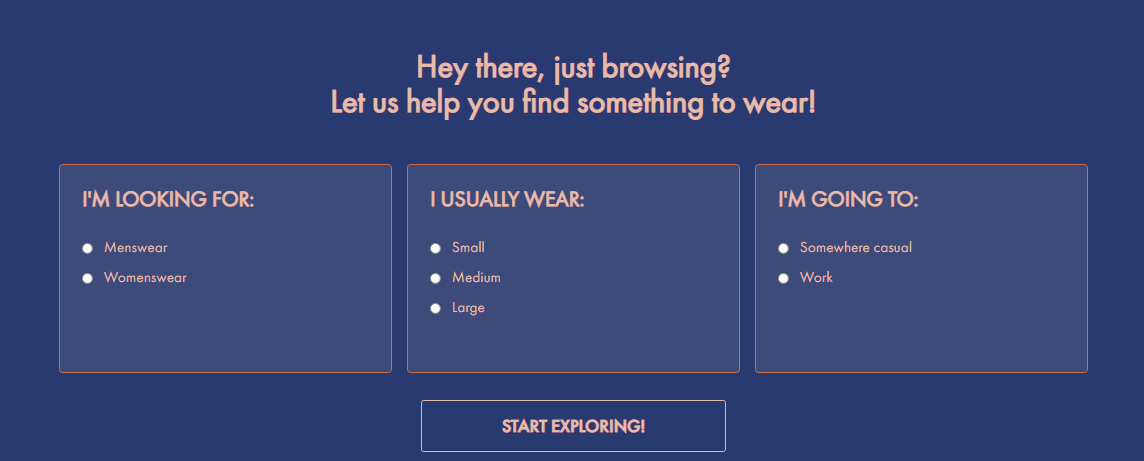 Hey there, just browsing?
Let us help you find something to wear!
I'M LOOKING FOR:
Menswear
Womenswear
I USUALLY WEAR:
Small
Medium
Large
I'M GOING TO:
Somewhere casual
Work
START EXPLORING!